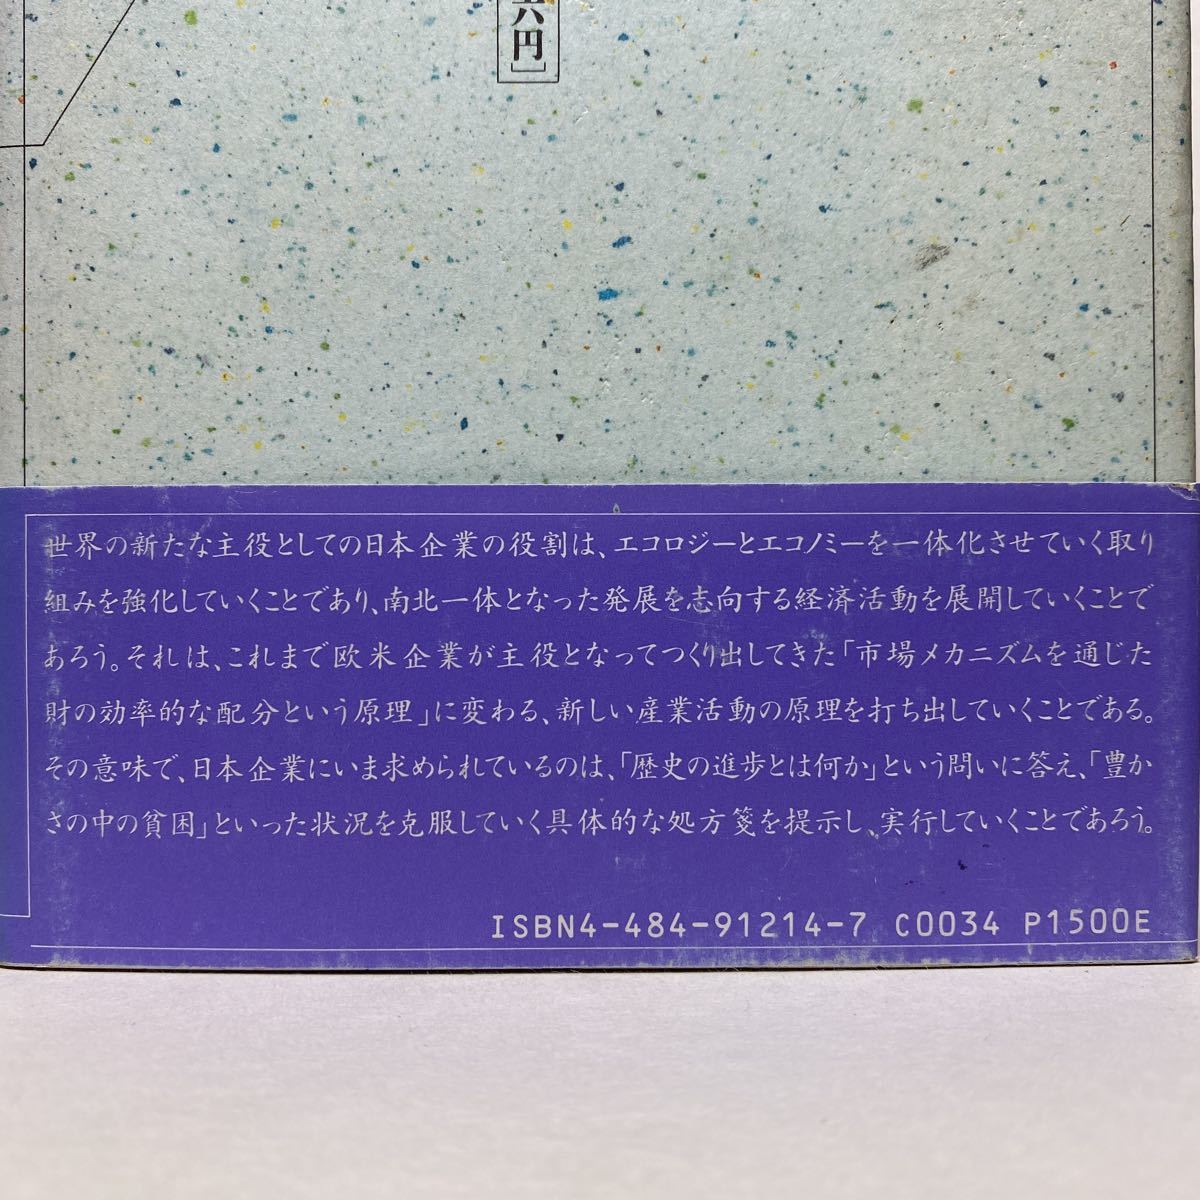 六円］
世界の新たな主役としての日本企業の役割は、エコロジーとエコノミーを一体化させていく取り
組みを強化していくことであり、南北一体となった発展を志向する経済活動を展開していくことで
あろう。それは、これまで欧米企業が主役となってつくり出してきた「市場メカニズムを通じた
財の効率的な配分という原理」に変わる、新しい産業活動の原理を打ち出していくことである。
その意味で、日本企業にいま求められているのは、「歴史の進歩とは何か」という問いに答え、「豊か
さの中の貧困」といった状況を克服していく具体的な処方箋を提示し、実行していくことであろう。
ISBN4-484-91214-7 C0034 P1500E